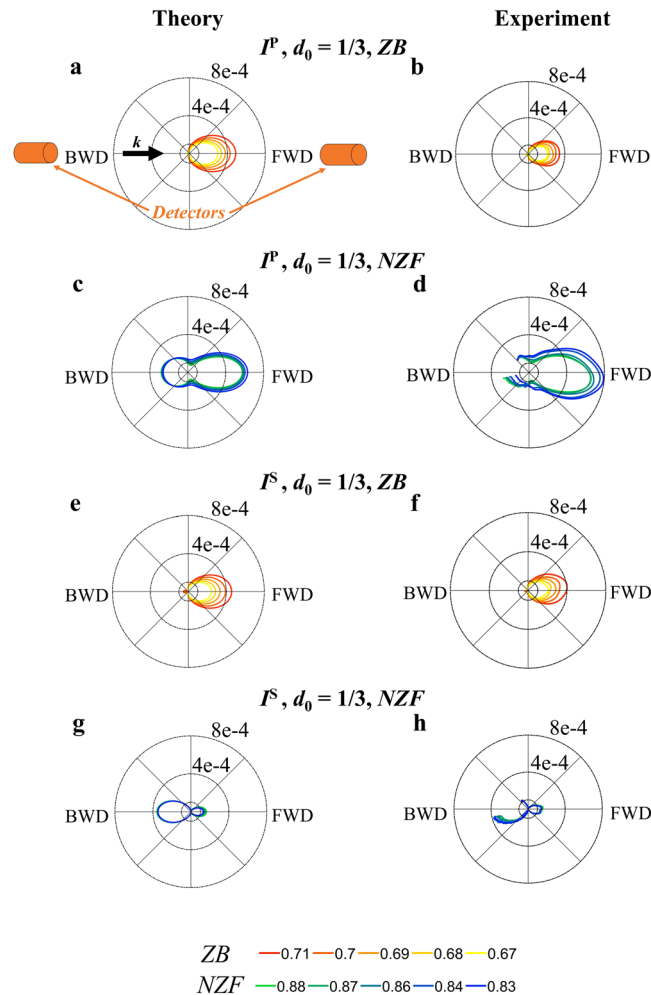 Theory Experiment
I^P, d_0 = 1/3, ZB
a b
8e-4 8e-4
4e-4 4e-4
k
BWD FWD BWD FWD
Detectors
I^P, d_0 = 1/3, NZF
c d
8e-4 8e-4
4e-4 4e-4
BWD FWD BWD FWD
I^S, d_0 = 1/3, ZB
e f
8e-4 8e-4
4e-4 4e-4
BWD FWD BWD FWD
I^S, d_0 = 1/3, NZF
g h
8e-4 8e-4
4e-4 4e-4
BWD FWD BWD FWD
ZB 0.71 0.7 0.69 0.68 0.67
NZF 0.88 0.87 0.86 0.84 0.83